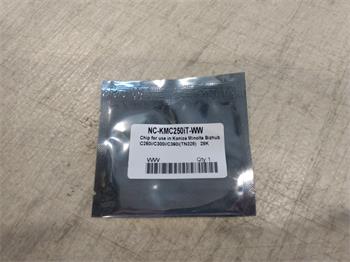 NC-KMC250iT-WW
Chip for use in Konica Minolta Bizhub
C250i/C300i/C360i(TN328) 28K
WW Qty.1